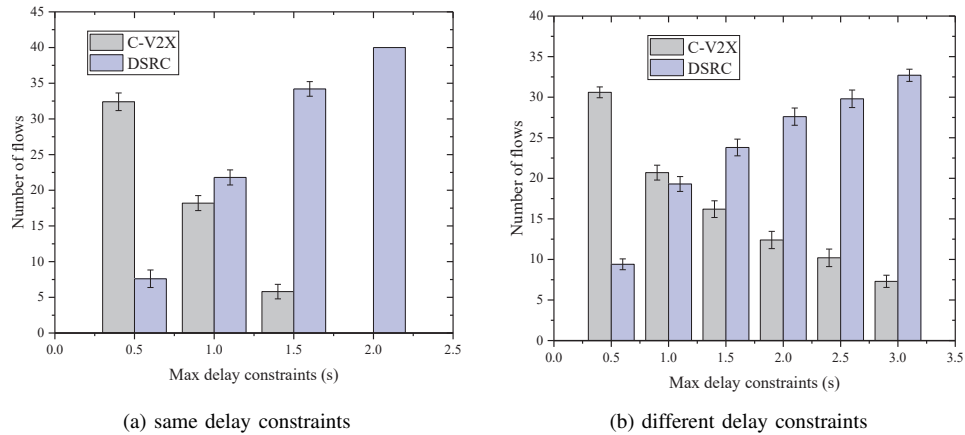 45
40
35
30
25
20
15
10
5
0
Number of flows
C-V2X
DSRC
0.0 0.5 1.0 1.5 2.0 2.5
Max delay constraints (s)
(a) same delay constraints
40
35
30
25
20
15
10
5
0
Number of flows
C-V2X
DSRC
0.0 0.5 1.0 1.5 2.0 2.5 3.0 3.5
Max delay constraints (s)
(b) different delay constraints